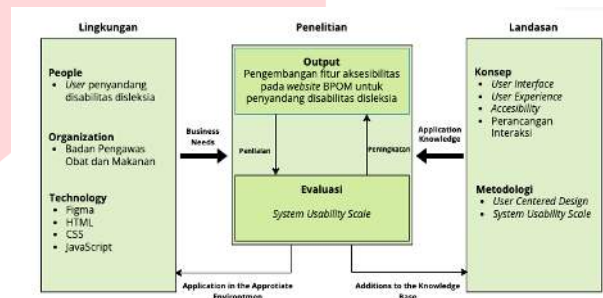 Lingkungan
People
• User penyandang
disabilitas disleksia
Organization
• Badan Pengawas
Obat dan Makanan
Technology
• Figma
• HTML
• CSS
• JavaScript
Business
Needs
Penelitian
Output
Pengembangan fitur aksesibilitas
pada website BPOM untuk
penyandang disabilitas disleksia
Penilaian
Peningkatan
Evaluasi
System Usability Scale
Application
Knowledge
Landasan
Konsep
• User Interface
• User Experience
• Accesibility
• Perancangan
Interaksi
Metodologi
• User Centered Design
• System Usability Scale
Application in the Approtiate
Environtmen
Additions to the Knowledge
Base